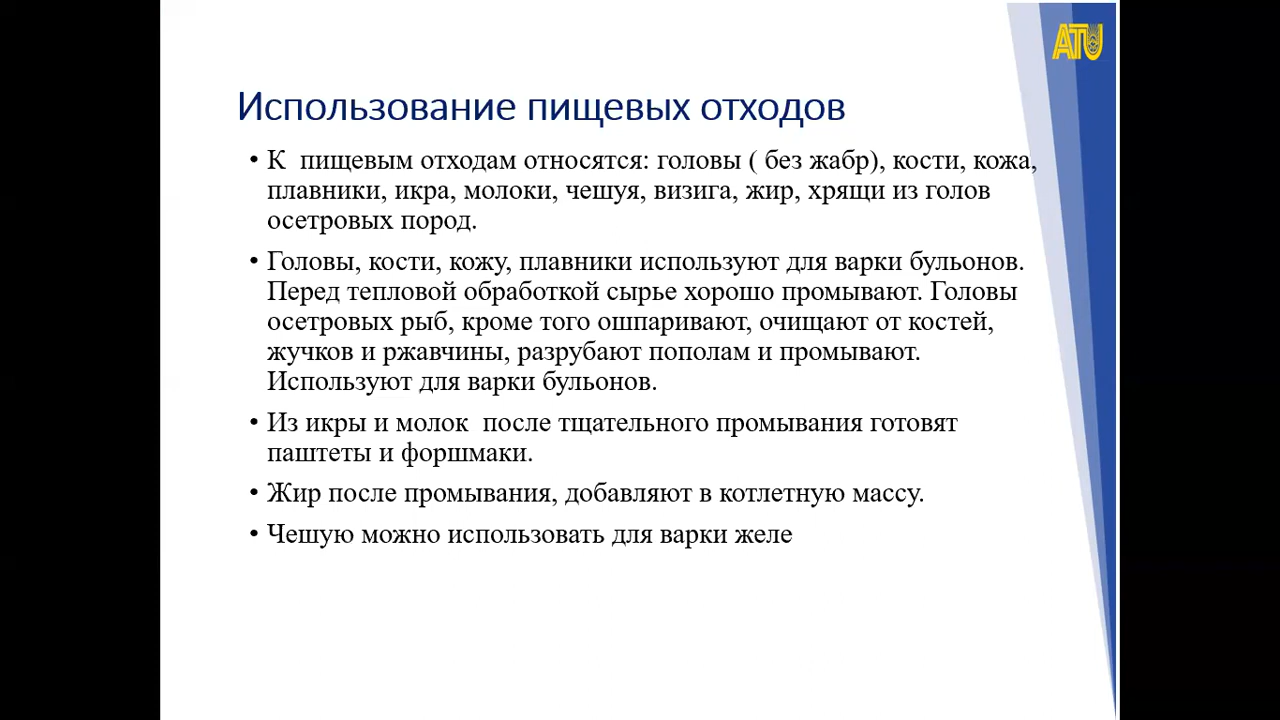 ATU
Использование пищевых отходов
• К  пищевым отходам относятся: головы ( без жабр), кости, кожа,
плавники, икра, молоки, чешуя, визига, жир, хрящи из голов
осетровых пород.
• Головы, кости, кожу, плавники используют для варки бульонов.
Перед тепловой обработкой сырье хорошо промывают. Головы
осетровых рыб, кроме того ошпаривают, очищают от костей,
жучков и ржавчины, разрубают пополам и промывают.
Используют для варки бульонов.
• Из икры и молок  после тщательного промывания готовят
паштеты и форшмаки.
• Жир после промывания, добавляют в котлетную массу.
• Чешую можно использовать для варки желе